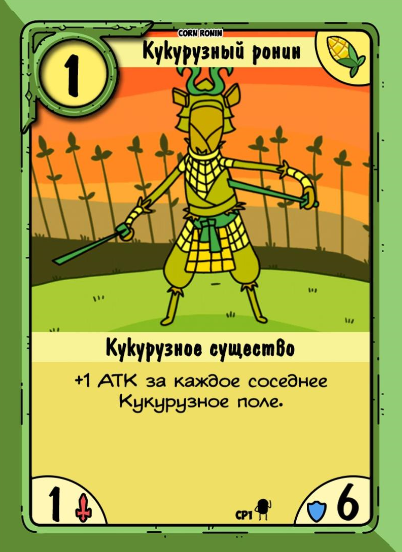 CORN RONIN
1 Кукурузный ронин
Кукурузное существо
+1 АТК за каждое соседнее
Кукурузное поле.
1 CP1 6